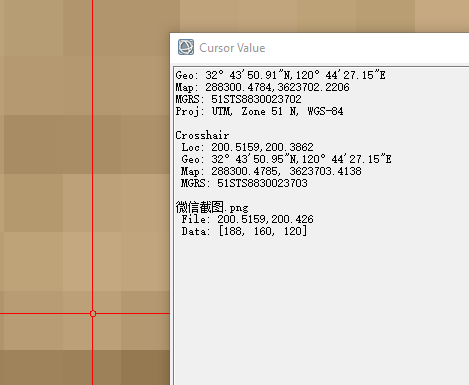 Cursor Value
Geo: 32° 43'50.91"N,120° 44'27.15"E
Map: 288300.4784,3623702.2206
MGRS: 51STS8830023702
Proj: UTM, Zone 51 N, WGS-84
Crosshair
Loc: 200.5159,200.3862
Geo: 32° 43'50.95"N,120° 44'27.15"E
Map: 288300.4785, 3623703.4138
MGRS: 51STS8830023703
微信截图.png
File: 200.5159,200.426
Data: [188, 160, 120]